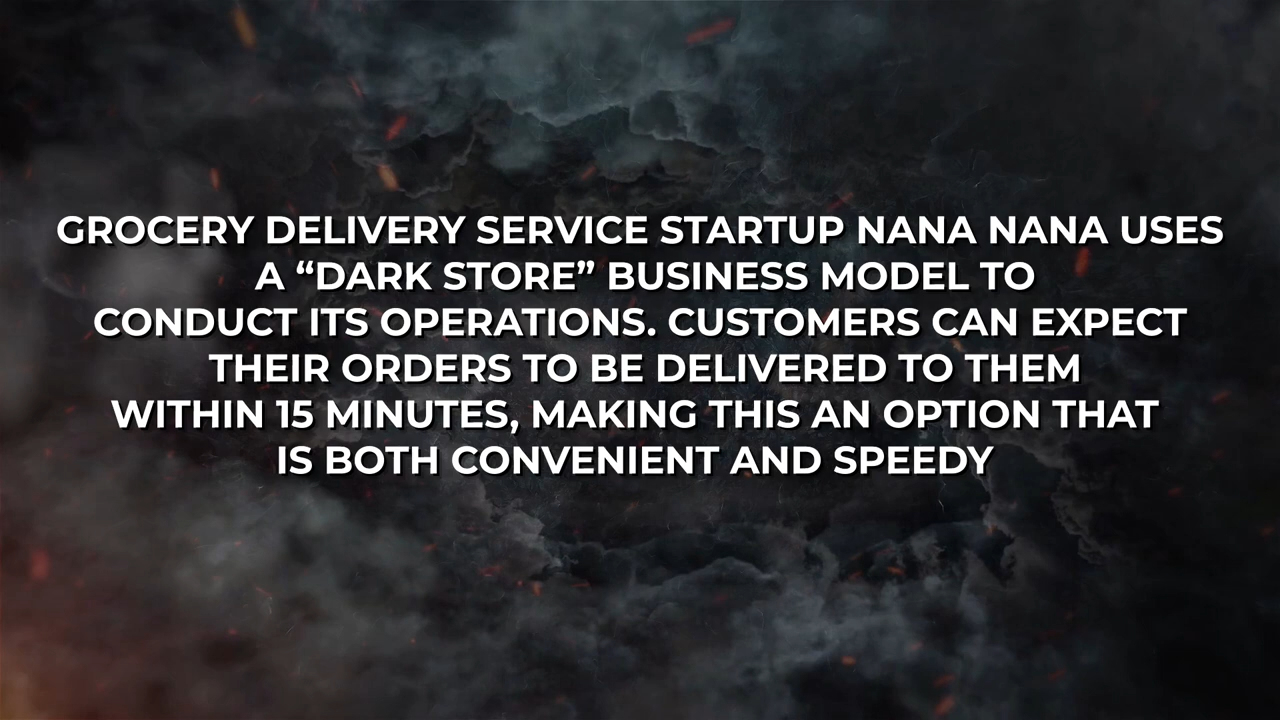 GROCERY DELIVERY SERVICE STARTUP NANA NANA USES
A “DARK STORE” BUSINESS MODEL TO
CONDUCT ITS OPERATIONS. CUSTOMERS CAN EXPECT
THEIR ORDERS TO BE DELIVERED TO THEM
WITHIN 15 MINUTES, MAKING THIS AN OPTION THAT
IS BOTH CONVENIENT AND SPEEDY